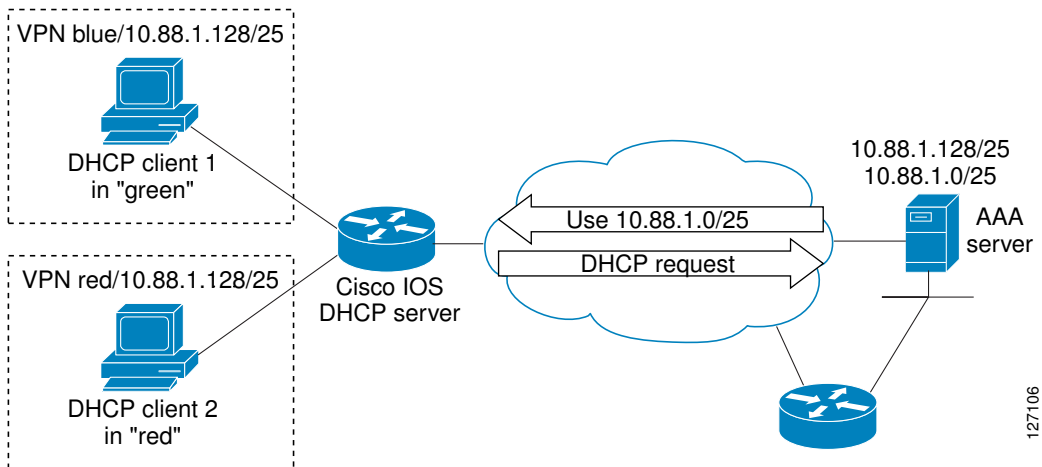 VPN blue/10.88.1.128/25
DHCP client 1
in "green"
VPN red/10.88.1.128/25
DHCP client 2
in "red"
Cisco IOS
DHCP server
Use 10.88.1.0/25
DHCP request
10.88.1.128/25
10.88.1.0/25
AAA
server
127106